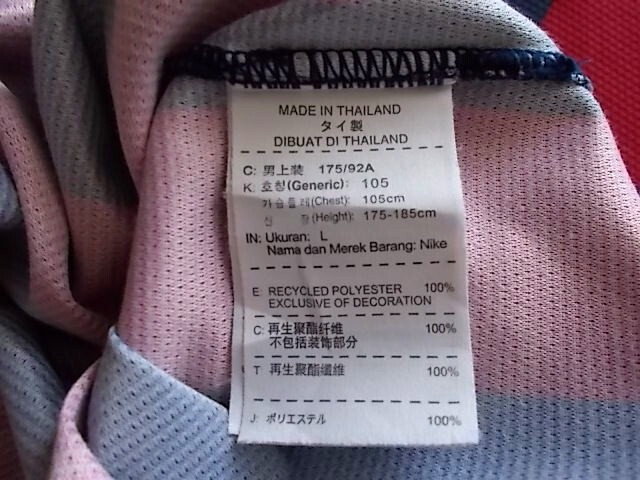 MADE IN THAILAND
タイ製
DIBUAT DI THAILAND
C: 男上装 175/92A
K: 호칭(Generic): 105
가슴둘레(Chest): 105cm
신 장(Height): 175-185cm
IN: Ukuran: L
Nama dan Merek Barang: Nike
E: RECYCLED POLYESTER 100%
EXCLUSIVE OF DECORATION
C: 再生聚酯纤维 100%
不包括装饰部分
T: 再生聚酯纖維 100%
J: ポリエステル 100%